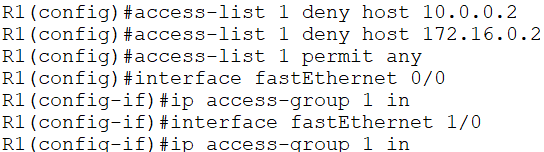 R1(config)#access-list 1 deny host 10.0.0.2
R1(config)#access-list 1 deny host 172.16.0.2
R1(config)#access-list 1 permit any
R1(config)#interface fastEthernet 0/0
R1(config-if)#ip access-group 1 in
R1(config-if)#interface fastEthernet 1/0
R1(config-if)#ip access-group 1 in